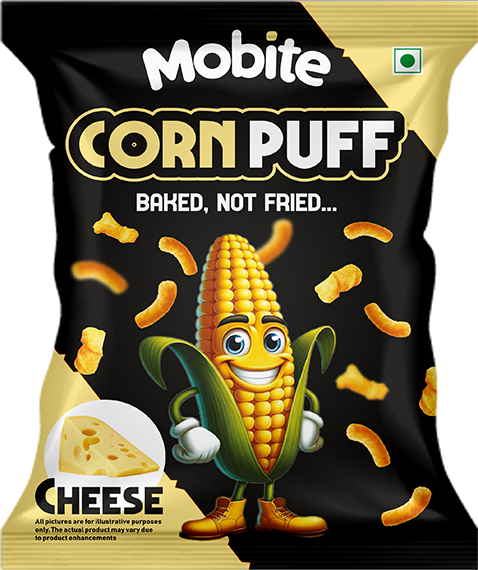 Mobite
CORN PUFF
BAKED, NOT FRIED...
CHEESE
All pictures are for illustrative purposes
only. The actual product may vary due
to product enhancements